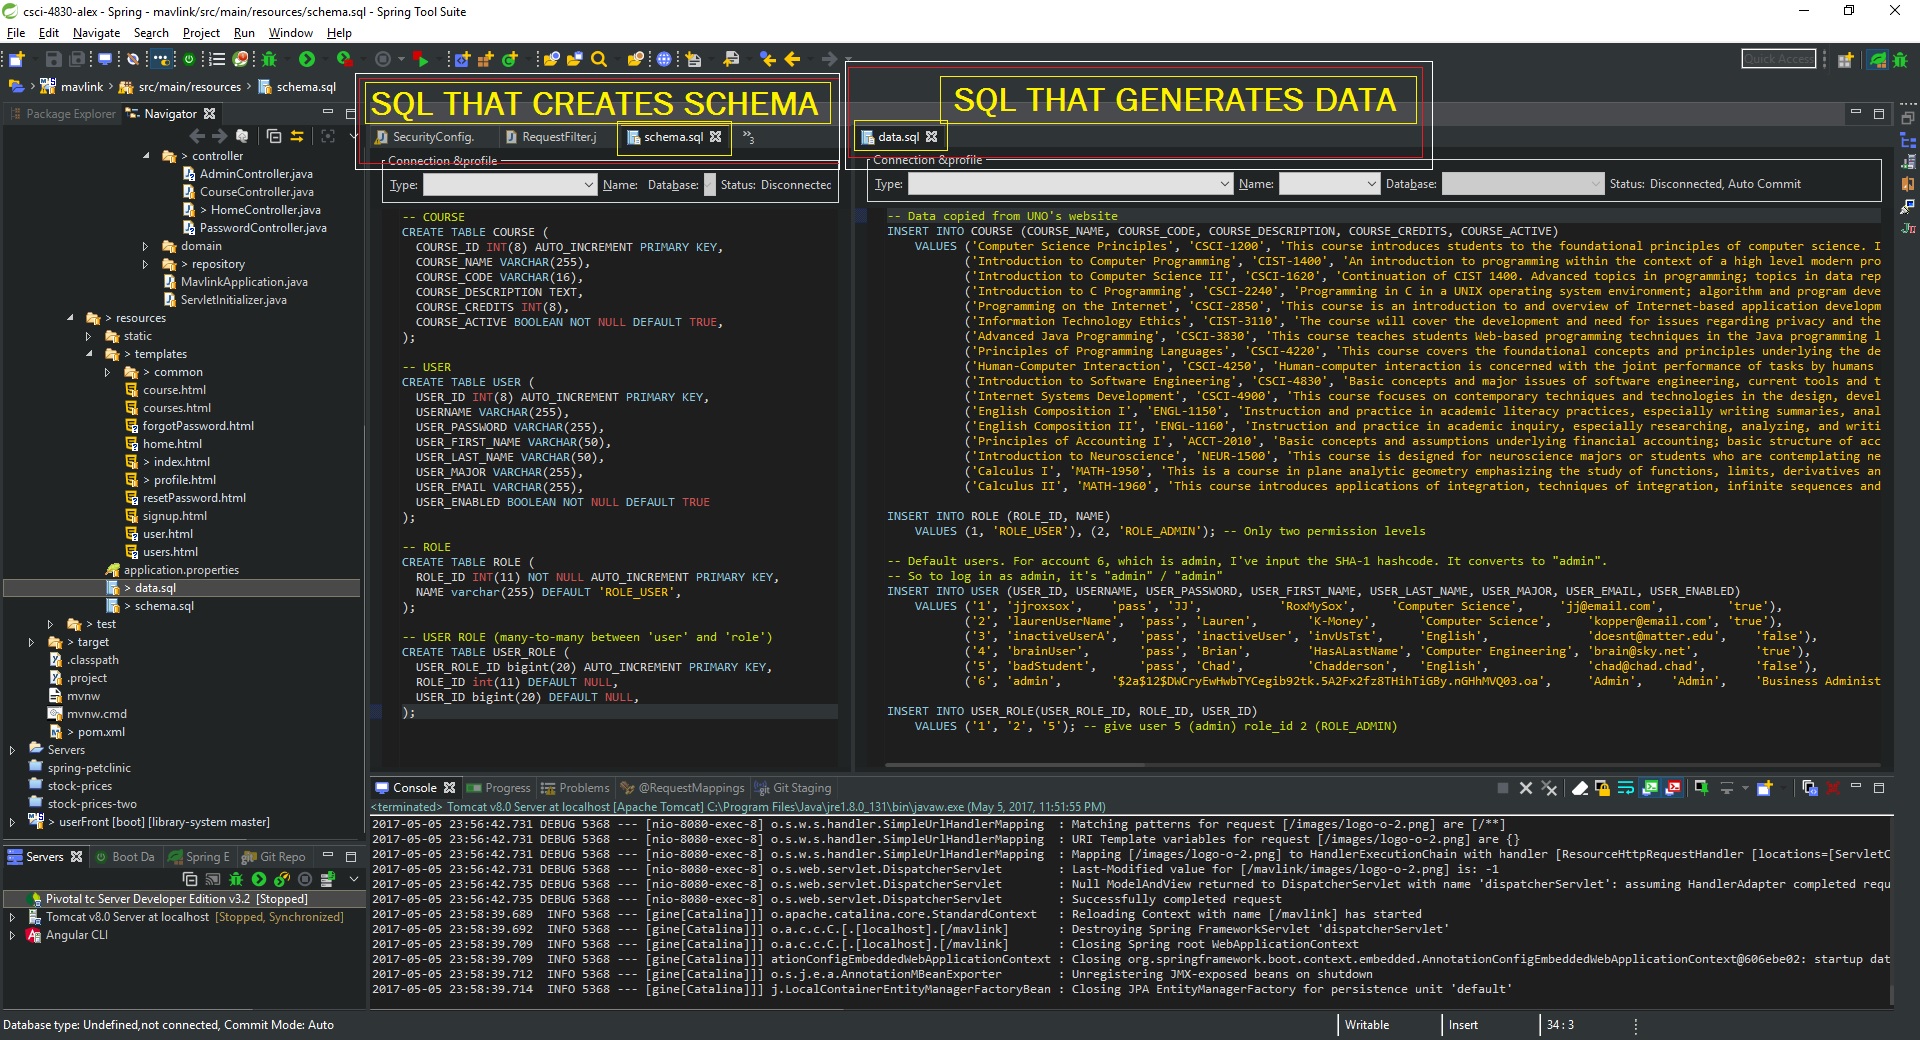 csci-4830-alex - Spring - mavlink/src/main/resources/schema.sql - Spring Tool Suite
File Edit Navigate Search Project Run Window Help
Quick Access
mavlink > src/main/resources > schema.sql
Package Explorer Navigator
> controller
AdminController.java
CourseController.java
> HomeController.java
PasswordController.java
domain
> repository
MavlinkApplication.java
ServletInitializer.java
> resources
static
> templates
> common
course.html
courses.html
forgotPassword.html
home.html
> index.html
> profile.html
resetPassword.html
signup.html
user.html
users.html
application.properties
> data.sql
> schema.sql
> test
> target
.classpath
.project
mvnw
mvnw.cmd
> pom.xml
Servers
spring-petclinic
stock-prices
stock-prices-two
> userFront [boot] [library-system master]
Servers Boot Da Spring E Git Repo
Pivotal tc Server Developer Edition v3.2 [Stopped]
Tomcat v8.0 Server at localhost [Stopped, Synchronized]
Angular CLI
SQL THAT CREATES SCHEMA
SecurityConfig. RequestFilter.j schema.sql »3
Connection &profile
Type: Name: Database: Status: Disconnectec
-- COURSE
CREATE TABLE COURSE (
COURSE_ID INT(8) AUTO_INCREMENT PRIMARY KEY,
COURSE_NAME VARCHAR(255),
COURSE_CODE VARCHAR(16),
COURSE_DESCRIPTION TEXT,
COURSE_CREDITS INT(8),
COURSE_ACTIVE BOOLEAN NOT NULL DEFAULT TRUE,
);
-- USER
CREATE TABLE USER (
USER_ID INT(8) AUTO_INCREMENT PRIMARY KEY,
USERNAME VARCHAR(255),
USER_PASSWORD VARCHAR(255),
USER_FIRST_NAME VARCHAR(50),
USER_LAST_NAME VARCHAR(50),
USER_MAJOR VARCHAR(255),
USER_EMAIL VARCHAR(255),
USER_ENABLED BOOLEAN NOT NULL DEFAULT TRUE
);
-- ROLE
CREATE TABLE ROLE (
ROLE_ID INT(11) NOT NULL AUTO_INCREMENT PRIMARY KEY,
NAME varchar(255) DEFAULT 'ROLE_USER',
);
-- USER ROLE (many-to-many between 'user' and 'role')
CREATE TABLE USER_ROLE (
USER_ROLE_ID bigint(20) AUTO_INCREMENT PRIMARY KEY,
ROLE_ID int(11) DEFAULT NULL,
USER_ID bigint(20) DEFAULT NULL,
);
SQL THAT GENERATES DATA
data.sql
Connection &profile
Type: Name: Database: Status: Disconnected, Auto Commit
-- Data copied from UNO's website
INSERT INTO COURSE (COURSE_NAME, COURSE_CODE, COURSE_DESCRIPTION, COURSE_CREDITS, COURSE_ACTIVE)
VALUES ('Computer Science Principles', 'CSCI-1200', 'This course introduces students to the foundational principles of computer science. I
('Introduction to Computer Programming', 'CIST-1400', 'An introduction to programming within the context of a high level modern pro
('Introduction to Computer Science II', 'CSCI-1620', 'Continuation of CIST 1400. Advanced topics in programming; topics in data rep
('Introduction to C Programming', 'CSCI-2240', 'Programming in C in a UNIX operating system environment; algorithm and program deve
('Programming on the Internet', 'CSCI-2850', 'This course is an introduction to and overview of Internet-based application developm
('Information Technology Ethics', 'CIST-3110', 'The course will cover the development and need for issues regarding privacy and the
('Advanced Java Programming', 'CSCI-3830', 'This course teaches students Web-based programming techniques in the Java programming l
('Principles of Programming Languages', 'CSCI-4220', 'This course covers the foundational concepts and principles underlying the de
('Human-Computer Interaction', 'CSCI-4250', 'Human-computer interaction is concerned with the joint performance of tasks by humans
('Introduction to Software Engineering', 'CSCI-4830', 'Basic concepts and major issues of software engineering, current tools and t
('Internet Systems Development', 'CSCI-4900', 'This course focuses on contemporary techniques and technologies in the design, devel
('English Composition I', 'ENGL-1150', 'Instruction and practice in academic literacy practices, especially writing summaries, anal
('English Composition II', 'ENGL-1160', 'Instruction and practice in academic inquiry, especially researching, analyzing, and writi
('Principles of Accounting I', 'ACCT-2010', 'Basic concepts and assumptions underlying financial accounting; basic structure of acc
('Introduction to Neuroscience', 'NEUR-1500', 'This course is designed for neuroscience majors or students who are contemplating ne
('Calculus I', 'MATH-1950', 'This is a course in plane analytic geometry emphasizing the study of functions, limits, derivatives an
('Calculus II', 'MATH-1960', 'This course introduces applications of integration, techniques of integration, infinite sequences and
INSERT INTO ROLE (ROLE_ID, NAME)
VALUES (1, 'ROLE_USER'), (2, 'ROLE_ADMIN'); -- Only two permission levels
-- Default users. For account 6, which is admin, I've input the SHA-1 hashcode. It converts to "admin".
-- So to log in as admin, it's "admin" / "admin"
INSERT INTO USER (USER_ID, USERNAME, USER_PASSWORD, USER_FIRST_NAME, USER_LAST_NAME, USER_MAJOR, USER_EMAIL, USER_ENABLED)
VALUES ('1', 'jjroxsox', 'pass', 'JJ', 'RoxMySox', 'Computer Science', 'jj@email.com', 'true'),
('2', 'laurenUserName', 'pass', 'Lauren', 'K-Money', 'Computer Science', 'kopper@email.com', 'true'),
('3', 'inactiveUserA', 'pass', 'inactiveUser', 'invUsTst', 'English', 'doesnt@matter.edu', 'false'),
('4', 'brainUser', 'pass', 'Brian', 'HasALastName', 'Computer Engineering', 'brain@sky.net', 'true'),
('5', 'badStudent', 'pass', 'Chad', 'Chadderson', 'English', 'chad@chad.chad', 'false'),
('6', 'admin', '$2a$12$DWCryEwHwbTYCegib92tk.5A2Fx2fz8THihTiGBy.nGHhMVQ03.oa', 'Admin', 'Admin', 'Business Administ
INSERT INTO USER_ROLE(USER_ROLE_ID, ROLE_ID, USER_ID)
VALUES ('1', '2', '5'); -- give user 5 (admin) role_id 2 (ROLE_ADMIN)
Console Progress Problems @RequestMappings Git Staging
<terminated> Tomcat v8.0 Server at localhost [Apache Tomcat] C:\Program Files\Java\jre1.8.0_131\bin\javaw.exe (May 5, 2017, 11:51:55 PM)
2017-05-05 23:56:42.731 DEBUG 5368 --- [nio-8080-exec-8] o.s.w.s.handler.SimpleUrlHandlerMapping : Matching patterns for request [/images/logo-o-2.png] are [/**]
2017-05-05 23:56:42.731 DEBUG 5368 --- [nio-8080-exec-8] o.s.w.s.handler.SimpleUrlHandlerMapping : URI Template variables for request [/images/logo-o-2.png] are {}
2017-05-05 23:56:42.731 DEBUG 5368 --- [nio-8080-exec-8] o.s.w.s.handler.SimpleUrlHandlerMapping : Mapping [/images/logo-o-2.png] to HandlerExecutionChain with handler [ResourceHttpRequestHandler [locations=[ServletC
2017-05-05 23:56:42.731 DEBUG 5368 --- [nio-8080-exec-8] o.s.web.servlet.DispatcherServlet : Last-Modified value for [/mavlink/images/logo-o-2.png] is: -1
2017-05-05 23:56:42.735 DEBUG 5368 --- [nio-8080-exec-8] o.s.web.servlet.DispatcherServlet : Null ModelAndView returned to DispatcherServlet with name 'dispatcherServlet': assuming HandlerAdapter completed requ
2017-05-05 23:56:42.735 DEBUG 5368 --- [nio-8080-exec-8] o.s.web.servlet.DispatcherServlet : Successfully completed request
2017-05-05 23:58:39.689 INFO 5368 --- [gine[Catalina]]] o.apache.catalina.core.StandardContext : Reloading Context with name [/mavlink] has started
2017-05-05 23:58:39.692 INFO 5368 --- [gine[Catalina]]] o.a.c.c.C.[.[localhost].[/mavlink] : Destroying Spring FrameworkServlet 'dispatcherServlet'
2017-05-05 23:58:39.709 INFO 5368 --- [gine[Catalina]]] o.a.c.c.C.[.[localhost].[/mavlink] : Closing Spring root WebApplicationContext
2017-05-05 23:58:39.709 INFO 5368 --- [gine[Catalina]]] ationConfigEmbeddedWebApplicationContext : Closing org.springframework.boot.context.embedded.AnnotationConfigEmbeddedWebApplicationContext@606ebe02: startup dat
2017-05-05 23:58:39.712 INFO 5368 --- [gine[Catalina]]] o.s.j.e.a.AnnotationMBeanExporter : Unregistering JMX-exposed beans on shutdown
2017-05-05 23:58:39.714 INFO 5368 --- [gine[Catalina]]] j.LocalContainerEntityManagerFactoryBean : Closing JPA EntityManagerFactory for persistence unit 'default'
Database type: Undefined,not connected, Commit Mode: Auto Writable Insert 34 : 3